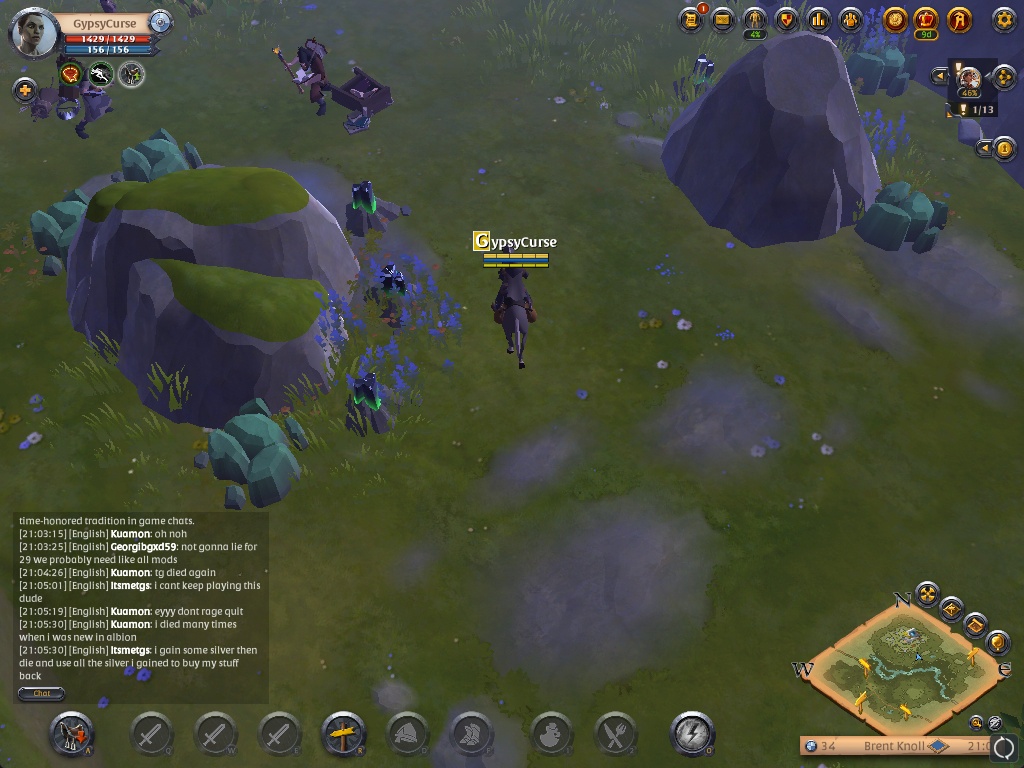 GypsyCurse
1429 / 1429
156 / 156
1
4%
9d
46%
1/13
GypsyCurse
time-honored tradition in game chats.
[21:03:15] [English] Kuamon: oh noh
[21:03:25] [English] Georgibgxd59: not gonna lie for
29 we probably need like all mods
[21:04:26] [English] Kuamon: tg died again
[21:05:01] [English] Itsmetgs: i cant keep playing this
dude
[21:05:19] [English] Kuamon: eyyy dont rage quit
[21:05:30] [English] Kuamon: i died many times
when i was new in albion
[21:05:30] [English] Itsmetgs: i gain some silver then
die and use all the silver i gained to buy my stuff
back
Chat
N
W
E
A
Q
W
E
R
D
F
O
34 Brent Knoll 21:0